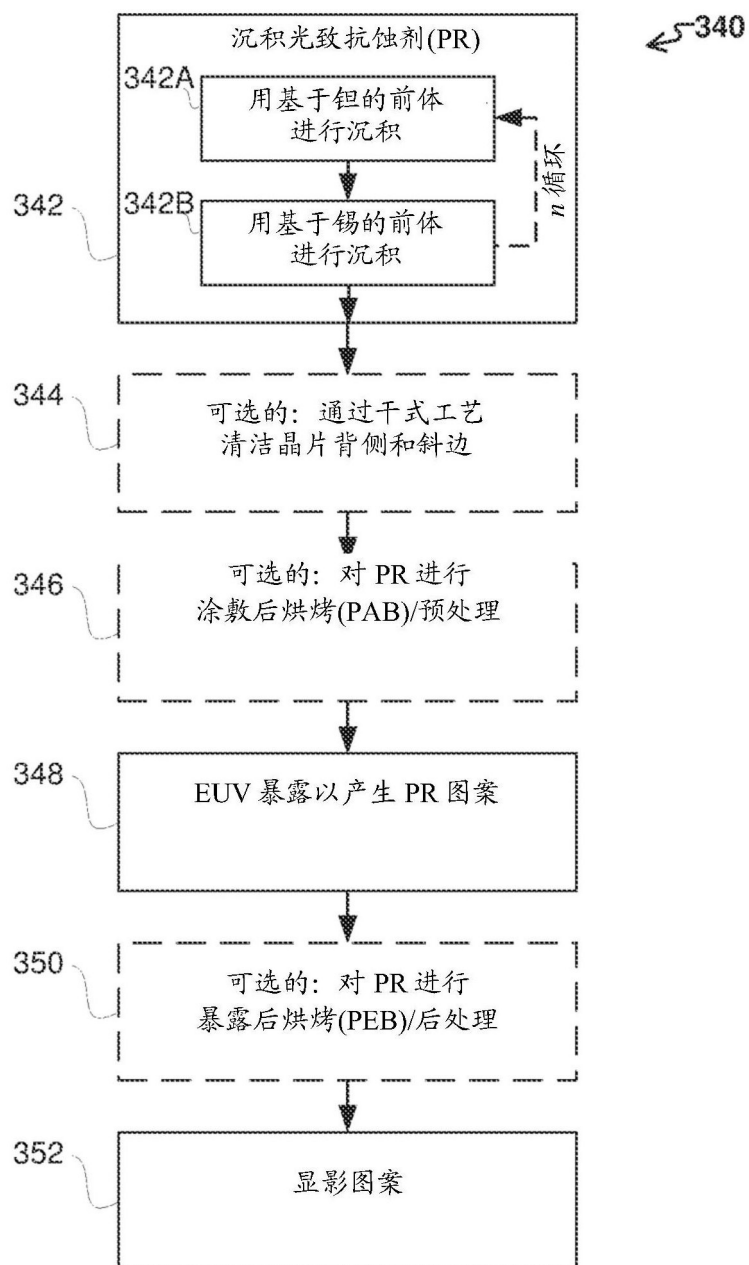 340
沉积光致抗蚀剂(PR)
342A
用基于钽的前体
进行沉积
342
342B
用基于锡的前体
进行沉积
n 循环
344
可选的：通过干式工艺
清洁晶片背侧和斜边
346
可选的：对 PR 进行
涂敷后烘烤(PAB)/预处理
348
EUV 暴露以产生 PR 图案
350
可选的：对 PR 进行
暴露后烘烤(PEB)/后处理
352
显影图案